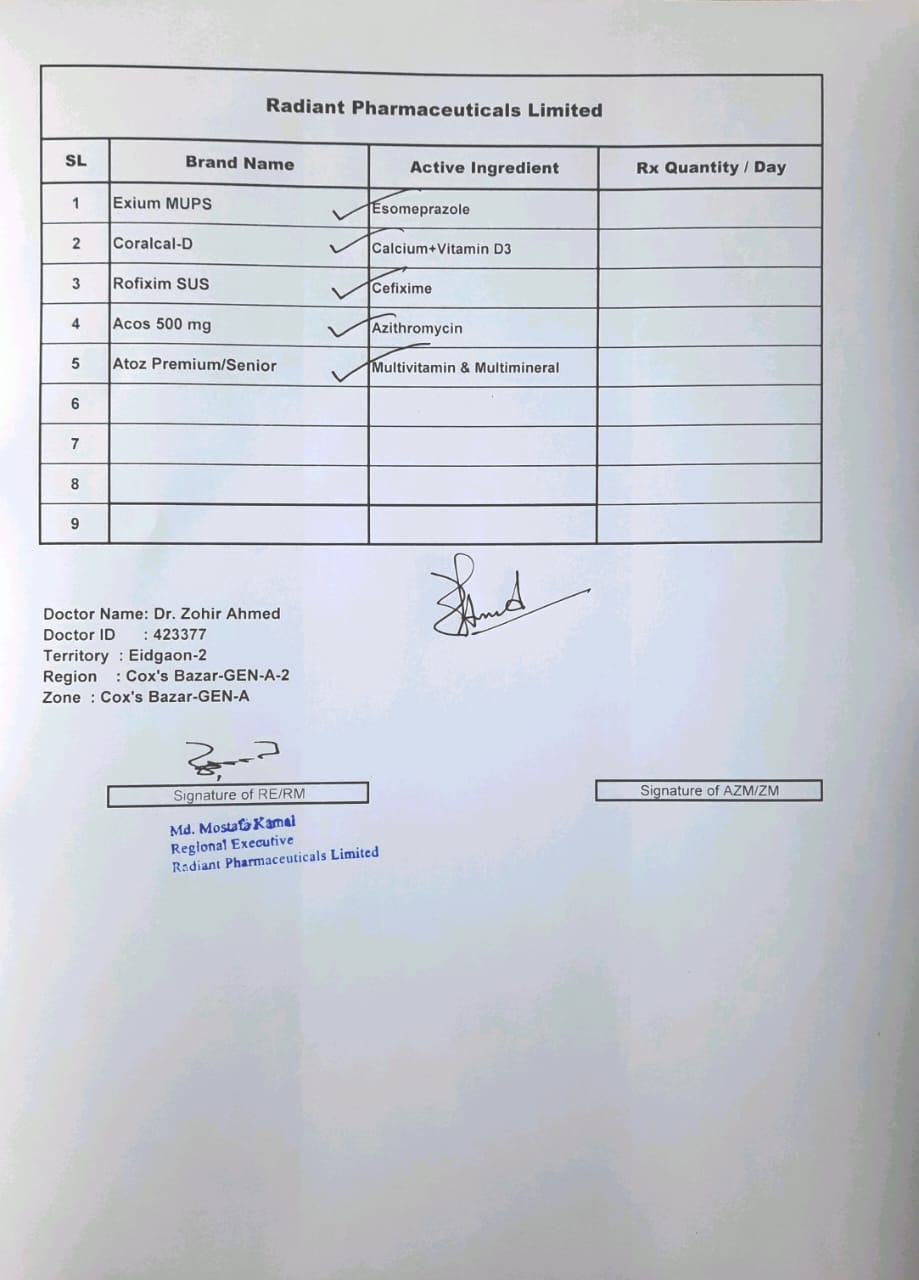 Radiant Pharmaceuticals Limited
SL Brand Name Active Ingredient Rx Quantity / Day
1 Exium MUPS Esomeprazole
2 Coralcal-D Calcium+Vitamin D3
3 Rofixim SUS Cefixime
4 Acos 500 mg Azithromycin
5 Atoz Premium/Senior Multivitamin & Multimineral
6
7
8
9
Doctor Name: Dr. Zohir Ahmed
Doctor ID : 423377
Territory : Eidgaon-2
Region : Cox's Bazar-GEN-A-2
Zone : Cox's Bazar-GEN-A
Signature of RE/RM Signature of AZM/ZM
Md. Mostafa Kamal
Regional Executive
Radiant Pharmaceuticals Limited